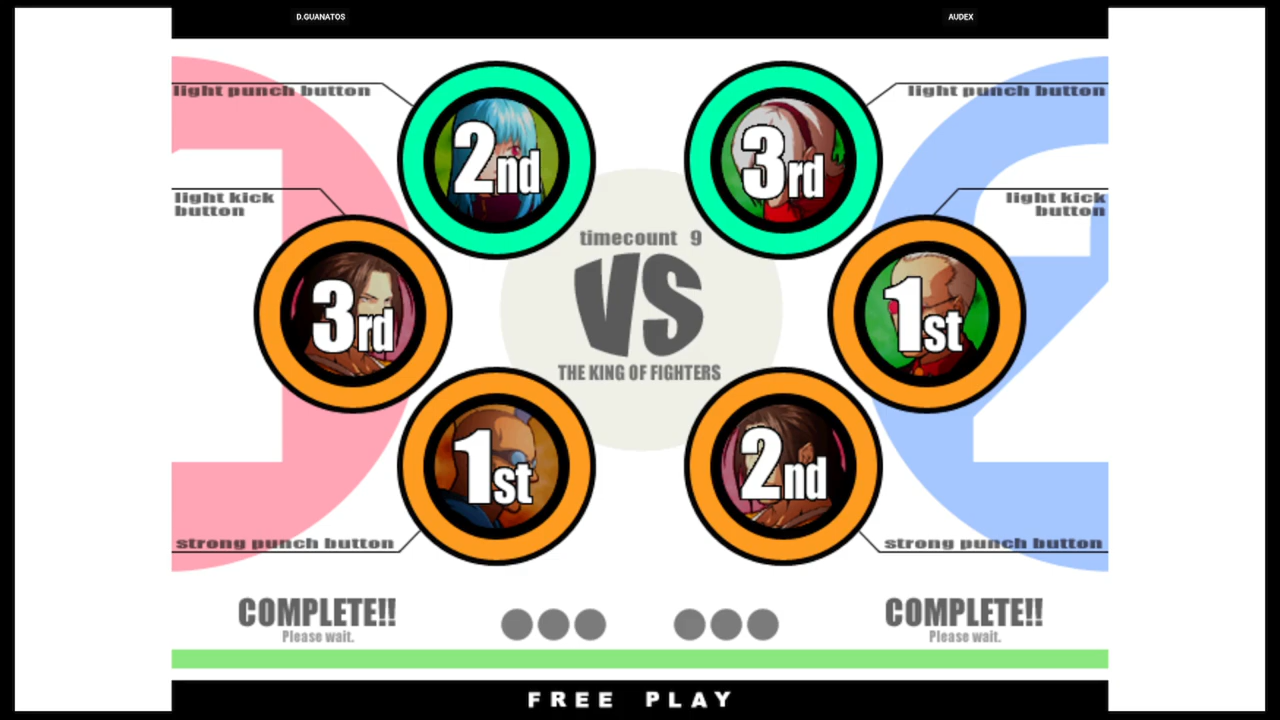 D.GUANATOS
AUDEX
light punch button
light punch button
2nd
3rd
light kick
button
light kick
button
timecount 9
VS
THE KING OF FIGHTERS
3rd
1st
1st
2nd
strong punch button
strong punch button
COMPLETE!!
Please wait.
COMPLETE!!
Please wait.
FREE PLAY